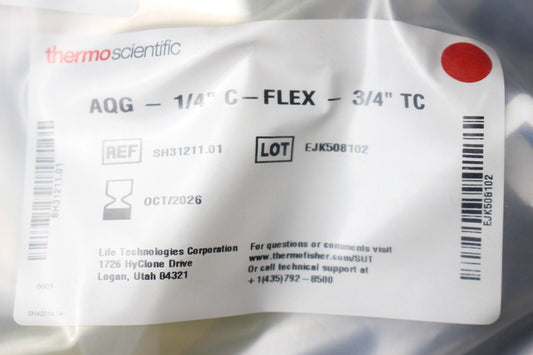 thermoscientific
AQG - 1/4" C-FLEX - 3/4" TC
REF SH31211.01 LOT EJK508102
OCT/2026
Life Technologies Corporation
1726 HyClone Drive
Logan, Utah 84321
For questions or comments visit
www.thermofisher.com/SUT
Or call technical support at
+1(435)792-8500
SH31211.01
EJK508102
0003